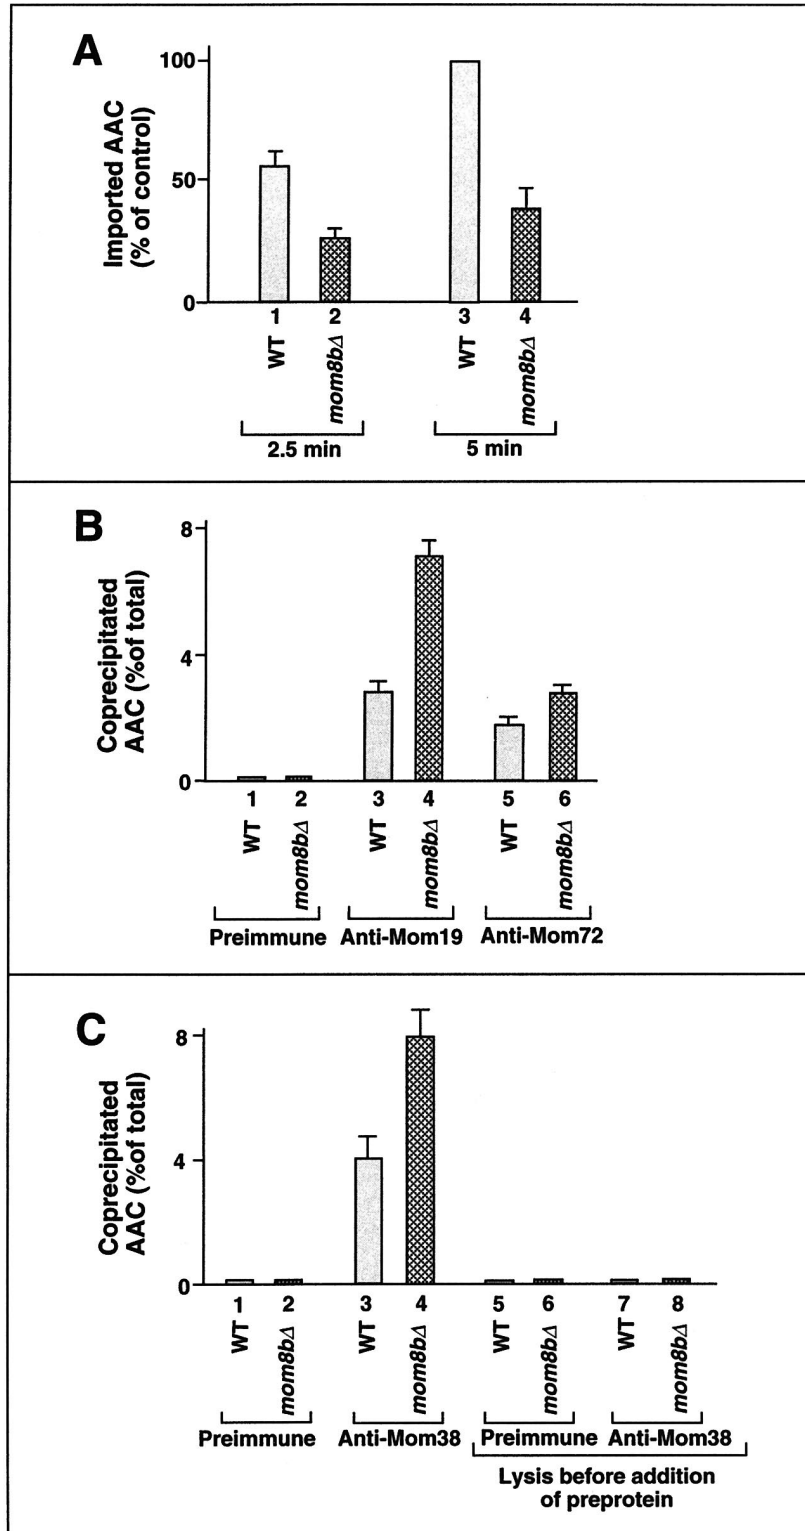 A
Imported AAC
(% of control)
100
50
0
1 2 3 4
WT mom8bΔ WT mom8bΔ
2.5 min 5 min
B
Coprecipitated
AAC (%of total)
8
4
0
1 2 3 4 5 6
WT mom8bΔ WT mom8bΔ WT mom8bΔ
Preimmune Anti-Mom19 Anti-Mom72
C
Coprecipitated
AAC (%of total)
8
4
0
1 2 3 4 5 6 7 8
WT mom8bΔ WT mom8bΔ WT mom8bΔ WT mom8bΔ
Preimmune Anti-Mom38 Preimmune Anti-Mom38
Lysis before addition
of preprotein